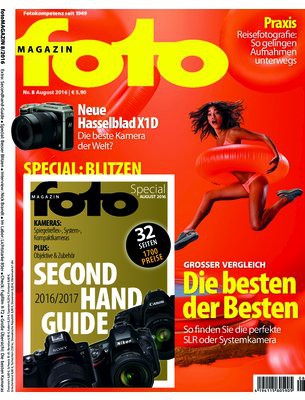 Fotokompetenz seit 1949
MAGAZIN
foto
Nr. 8 August 2016 | € 5,90
Praxis
Reisefotografie:
So gelingen
Aufnahmen
unterwegs
Neue
Hasselblad X1D
Die beste Kamera
der Welt?
SPECIAL: BLITZEN
MAGAZIN
foto
Special
AUGUST 2016
KAMERAS:
Spiegelreflex-, System-,
Kompaktkameras
PLUS:
Objektive & Zubehör
32
SEITEN
1700
PREISE
SECOND
2016/2017
HAND
GUIDE
GROSSER VERGLEICH
Die besten
der Besten
So finden Sie die perfekte
SLR oder Systemkamera
fotoMAGAZIN 8/2016
Nikon